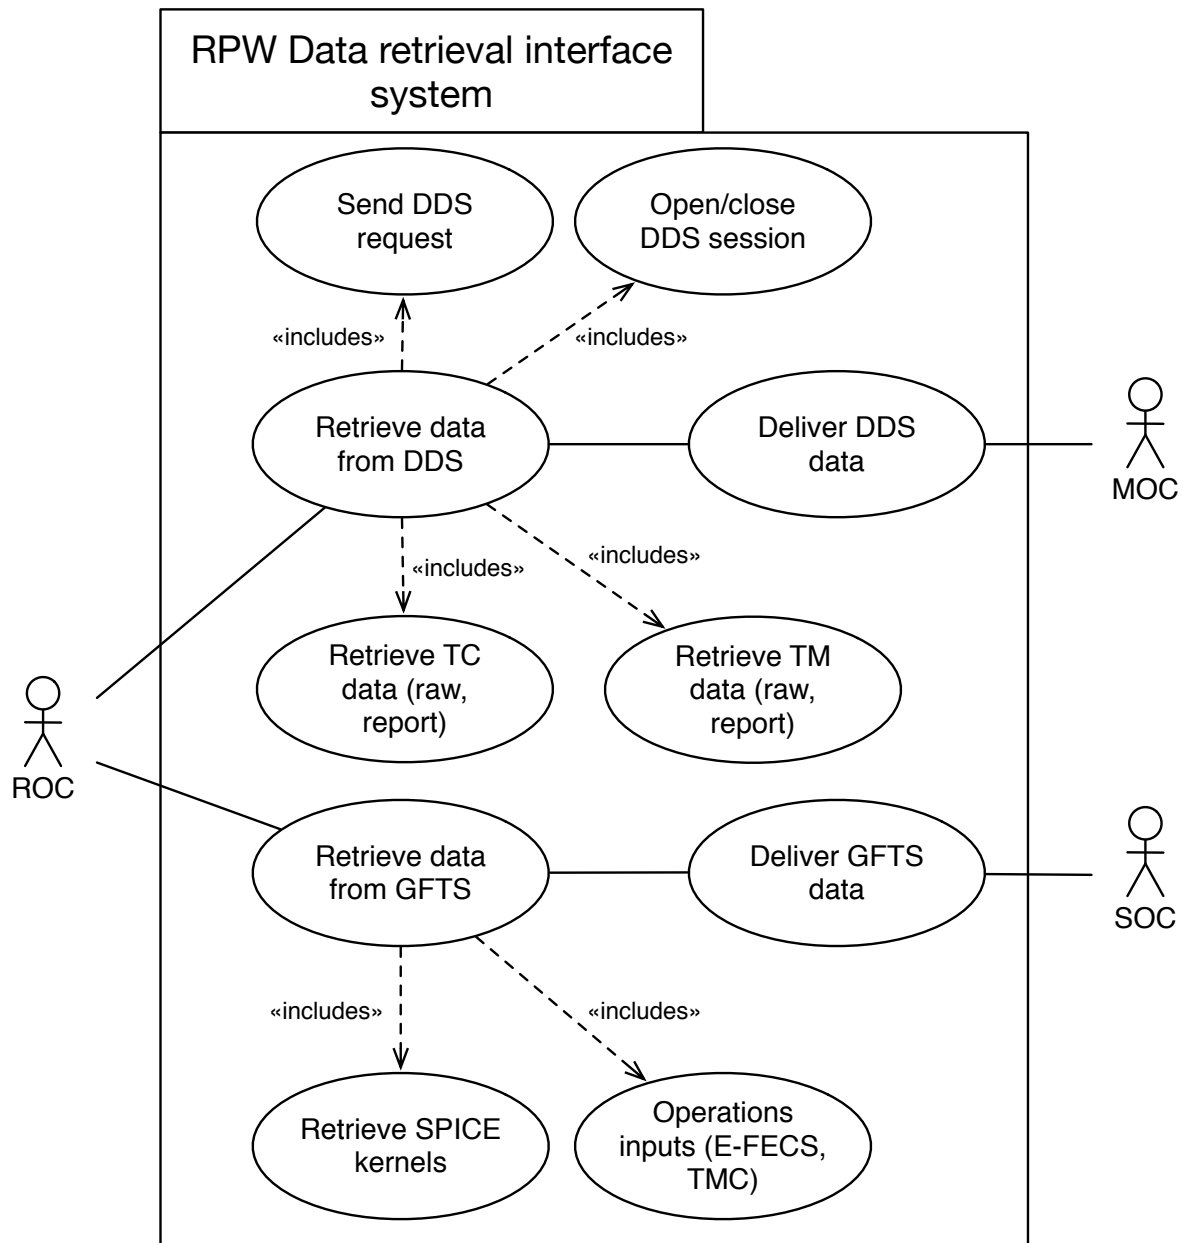 RPW Data retrieval interface
system
Send DDS
request
Open/close
DDS session
«includes»
«includes»
Retrieve data
from DDS
Deliver DDS
data
MOC
«includes»
«includes»
Retrieve TC
data (raw,
report)
Retrieve TM
data (raw,
report)
ROC
Retrieve data
from GFTS
Deliver GFTS
data
SOC
«includes»
«includes»
Retrieve SPICE
kernels
Operations
inputs (E-FECS,
TMC)